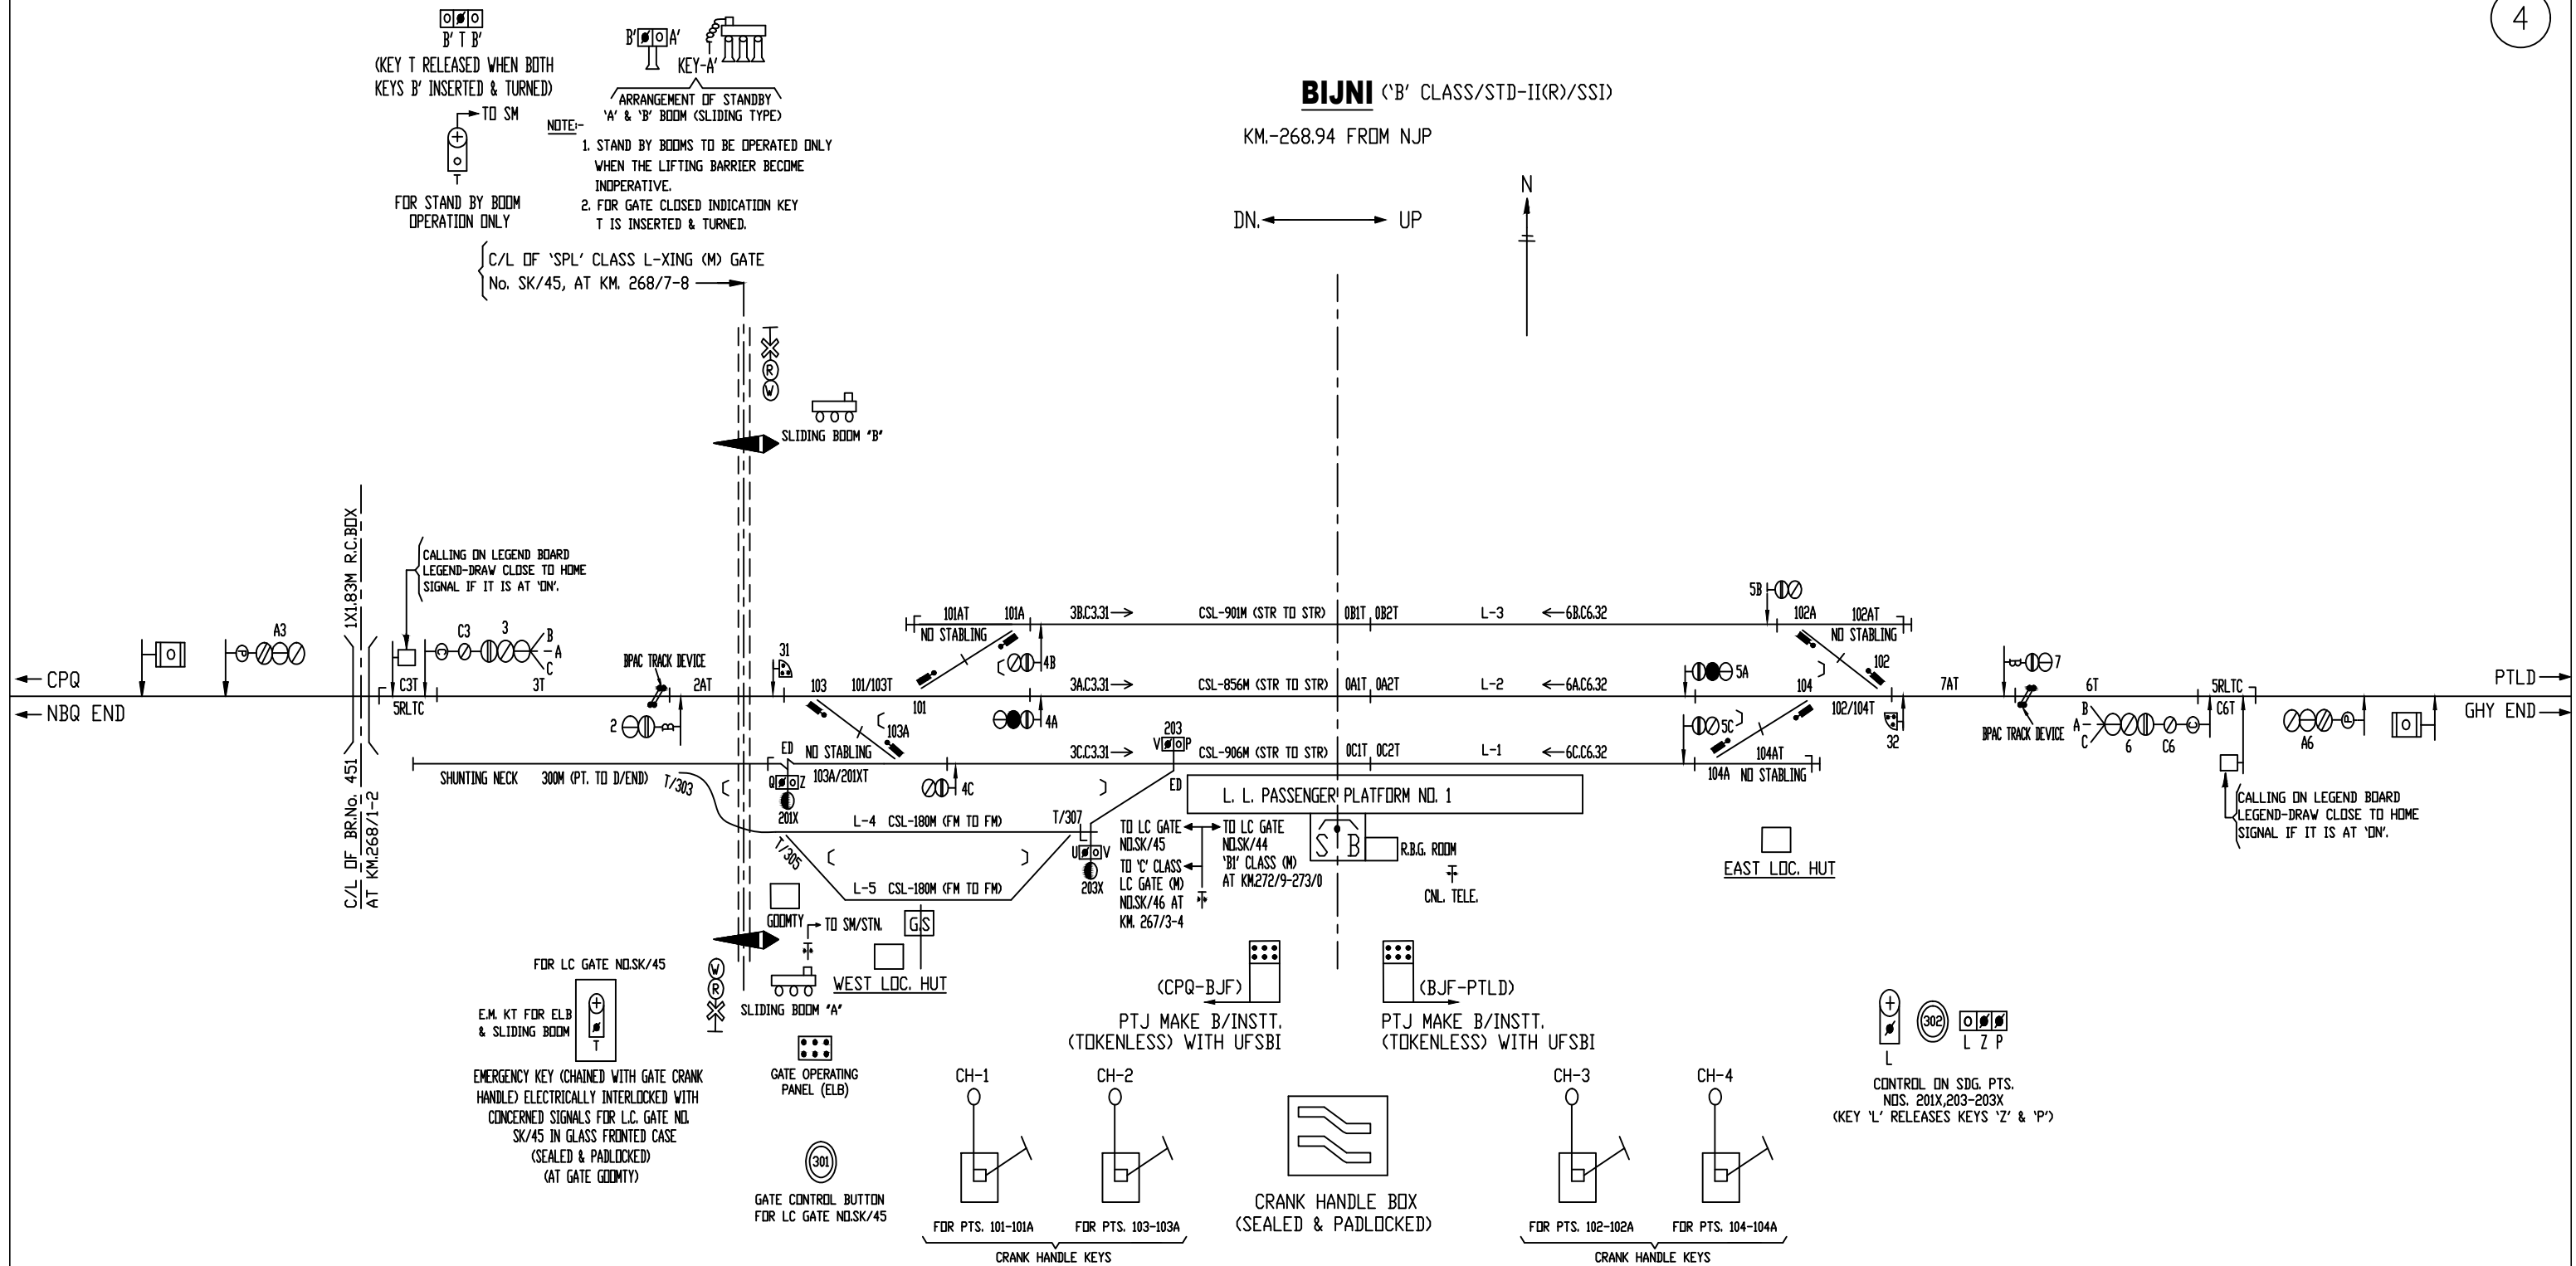 4
B' T B'
(KEY T RELEASED WHEN BOTH
KEYS B' INSERTED & TURNED)
TO SM
T
FOR STAND BY BOOM
OPERATION ONLY
B' A'
KEY-A'
ARRANGEMENT OF STANDBY
'A' & 'B' BOOM (SLIDING TYPE)
NOTE:-
1. STAND BY BOOMS TO BE OPERATED ONLY
WHEN THE LIFTING BARRIER BECOME
INOPERATIVE.
2. FOR GATE CLOSED INDICATION KEY
T IS INSERTED & TURNED.
C/L OF 'SPL' CLASS L-XING (M) GATE
No. SK/45, AT KM. 268/7-8
BIJNI ('B' CLASS/STD-II(R)/SSI)
KM.-268.94 FROM NJP
DN. UP
N
R
W
SLIDING BOOM "B"
1X1.83M R.C.BOX
C/L OF BR.No. 451
AT KM.268/1-2
CALLING ON LEGEND BOARD
LEGEND-DRAW CLOSE TO HOME
SIGNAL IF IT IS AT 'ON'.
CPQ
NBQ END
A3
P
C3 3
C
B
A
C
C3T
3T
5RLTC
BPAC TRACK DEVICE
2AT
2
B
31
103
101/103T
101
103A
101AT
101A
NO STABLING
4B
4A
4C
3B.C3.31
CSL-901M (STR TO STR)
0B1T 0B2T
L-3
6B.C6.32
3A.C3.31
CSL-856M (STR TO STR)
0A1T 0A2T
L-2
6A.C6.32
3C.C3.31
CSL-906M (STR TO STR)
0C1T 0C2T
L-1
6C.C6.32
5B
102A
102AT
NO STABLING
102
5A
5C
104
102/104T
104AT
104A NO STABLING
32
7AT
B
7
BPAC TRACK DEVICE
6T
B
A
C
6 C6
C
5RLTC
C6T
A6
P
PTLD
GHY END
CALLING ON LEGEND BOARD
LEGEND-DRAW CLOSE TO HOME
SIGNAL IF IT IS AT 'ON'.
SHUNTING NECK 300M (PT. TO D/END)
T/303
ED
NO STABLING
103A/201XT
Q Z
201X
L-4 CSL-180M (FM TO FM)
T/307
T/305
L-5 CSL-180M (FM TO FM)
203
V P
ED
U V
203X
L. L. PASSENGER PLATFORM NO. 1
S B
R.B.G. ROOM
CNL. TELE.
EAST LOC. HUT
TO LC GATE
NO.SK/45
TO 'C' CLASS
LC GATE (M)
NO.SK/46 AT
KM. 267/3-4
TO LC GATE
NO.SK/44
'B1' CLASS (M)
AT KM.272/9-273/0
GOOMTY
TO SM/STN.
G.S
WEST LOC. HUT
W
R
SLIDING BOOM "A"
FOR LC GATE NO.SK/45
E.M. KT FOR ELB
& SLIDING BOOM
T
EMERGENCY KEY (CHAINED WITH GATE CRANK
HANDLE) ELECTRICALLY INTERLOCKED WITH
CONCERNED SIGNALS FOR L.C. GATE NO.
SK/45 IN GLASS FRONTED CASE
(SEALED & PADLOCKED)
(AT GATE GOOMTY)
GATE OPERATING
PANEL (ELB)
301
GATE CONTROL BUTTON
FOR LC GATE NO.SK/45
(CPQ-BJF)
PTJ MAKE B/INSTT.
(TOKENLESS) WITH UFSBI
(BJF-PTLD)
PTJ MAKE B/INSTT.
(TOKENLESS) WITH UFSBI
CH-1
FOR PTS. 101-101A
CH-2
FOR PTS. 103-103A
CRANK HANDLE KEYS
CRANK HANDLE BOX
(SEALED & PADLOCKED)
CH-3
FOR PTS. 102-102A
CH-4
FOR PTS. 104-104A
CRANK HANDLE KEYS
L
302
L Z P
CONTROL ON SDG. PTS.
NOS. 201X,203-203X
(KEY 'L' RELEASES KEYS 'Z' & 'P')